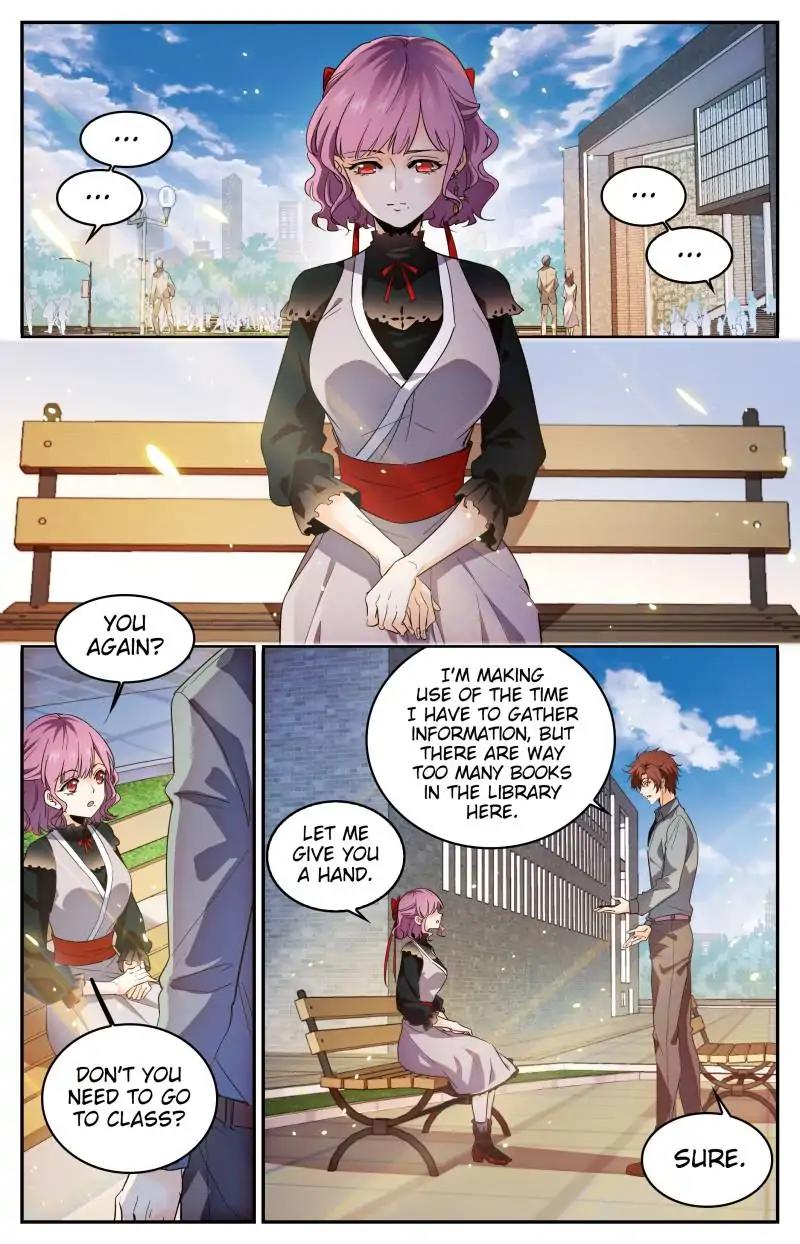 ...
...
...
...
YOU
AGAIN?
DON'T YOU
NEED TO GO
TO CLASS?
I'M MAKING
USE OF THE TIME
I HAVE TO GATHER
INFORMATION, BUT
THERE ARE WAY
TOO MANY BOOKS
IN THE LIBRARY
HERE.
LET ME
GIVE YOU
A HAND.
SURE.